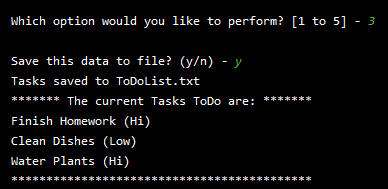 Which option would you like to perform? [1 to 5] - 3
Save this data to file? (y/n) - y
Tasks saved to ToDoList.txt
******* The current Tasks ToDo are: *******
Finish Homework (Hi)
Clean Dishes (Low)
Water Plants (Hi)
*******************************************